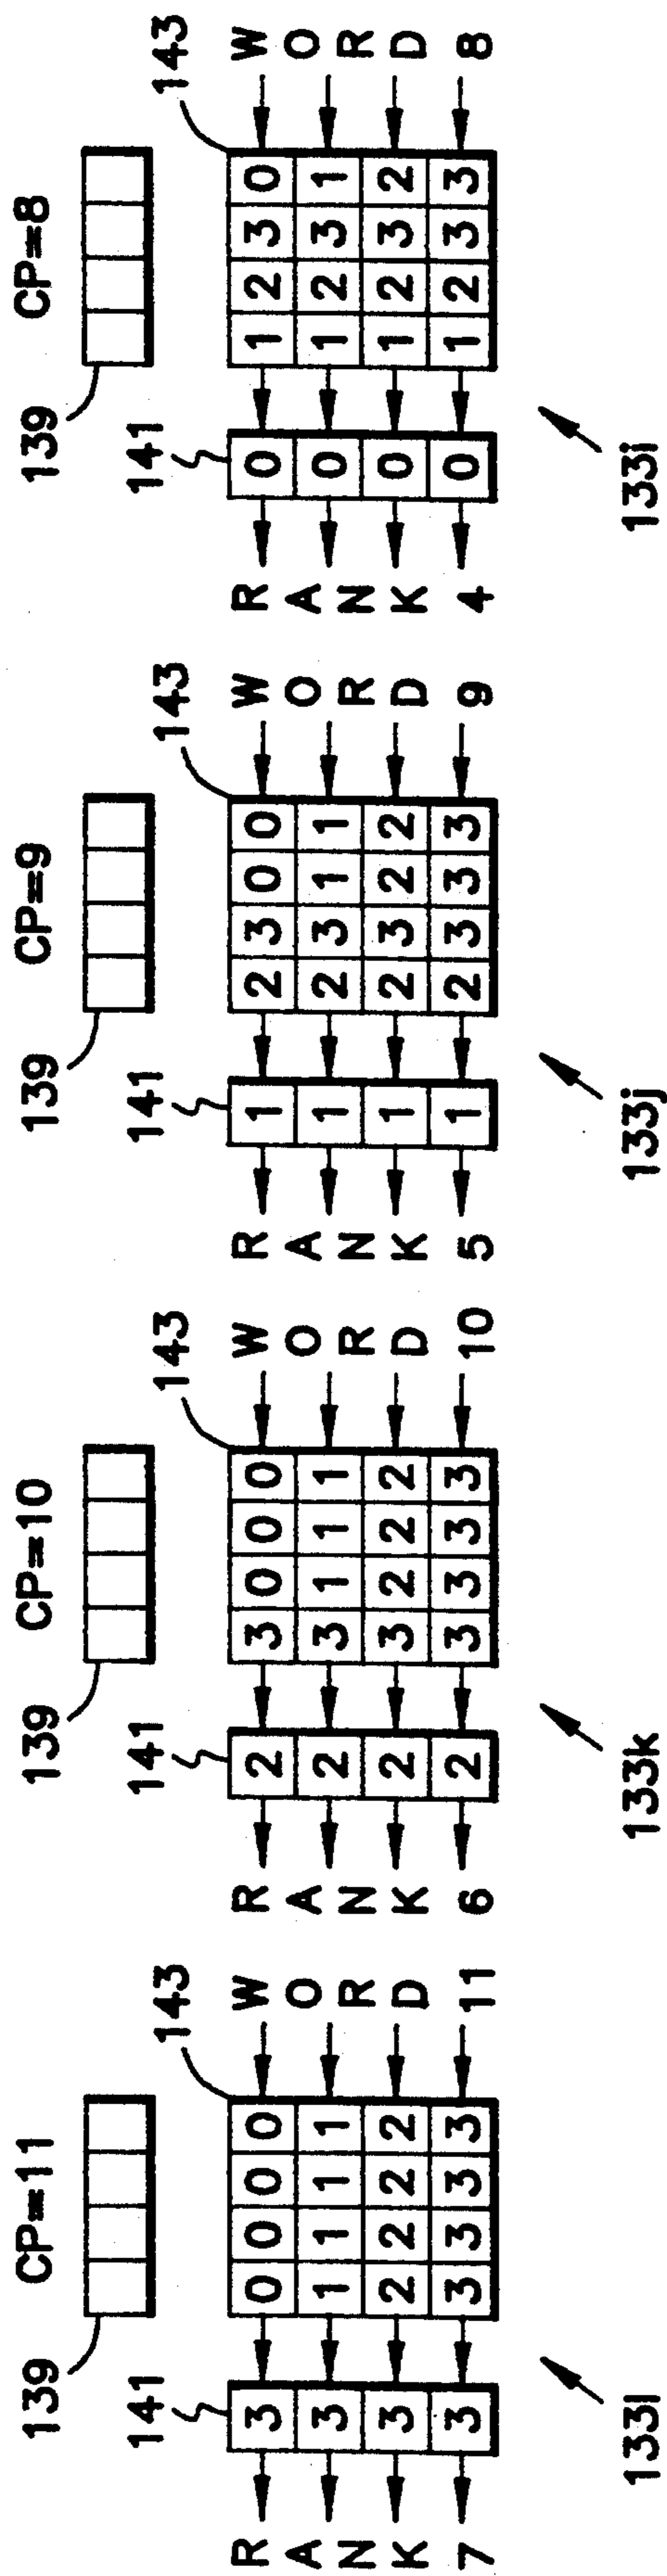 CP=11
139
141 143
R 3 0 0 0 0 W
A 3 1 1 1 1 O
N 3 2 2 2 2 R
K 3 3 3 3 3 D
7 11
133l
CP=10
139
141 143
R 2 3 0 0 0 W
A 2 3 1 1 1 O
N 2 3 2 2 2 R
K 2 3 3 3 3 D
6 10
133k
CP=9
139
141 143
R 1 2 3 0 0 W
A 1 2 3 1 1 O
N 1 2 3 2 2 R
K 1 2 3 3 3 D
5 9
133j
CP=8
139
141 143
R 0 1 2 3 0 W
A 0 1 2 3 1 O
N 0 1 2 3 2 R
K 0 1 2 3 3 D
4 8
133i